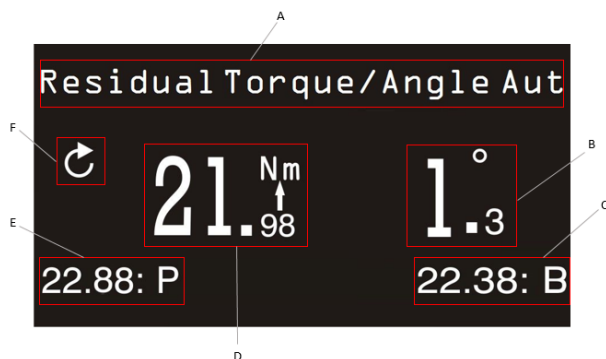 A
Residual Torque/Angle Aut
F
B
21.98 Nm
1.3°
C
E
22.88: P
22.38: B
D